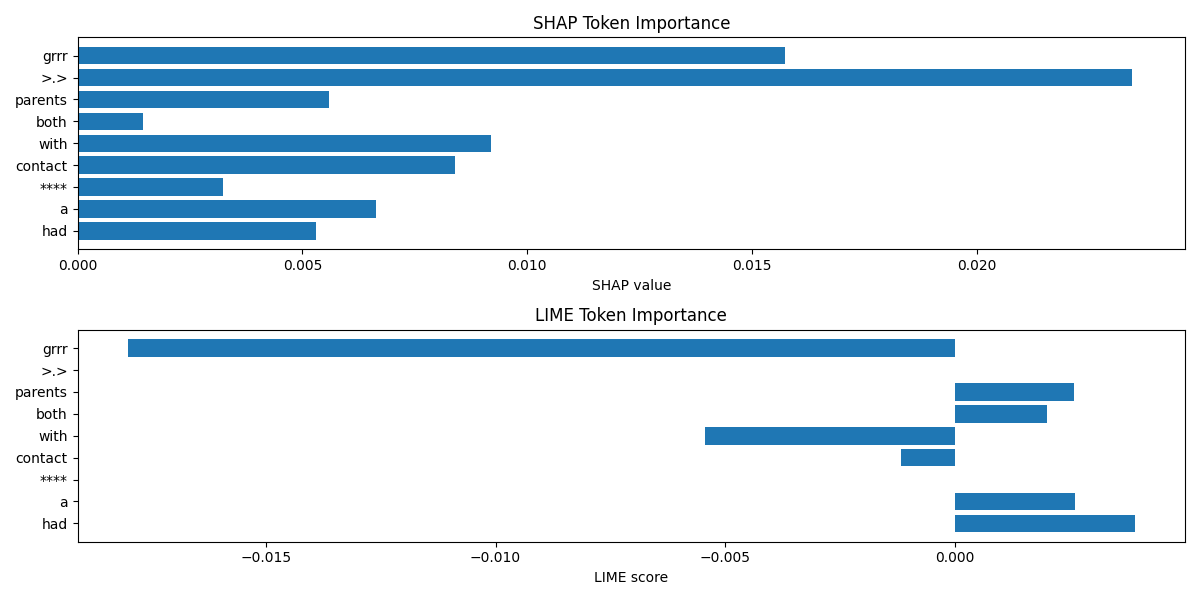 SHAP Token Importance
grrr
>.>
parents
both
with
contact
****
a
had
0.000 0.005 0.010 0.015 0.020
SHAP value
LIME Token Importance
grrr
>.>
parents
both
with
contact
****
a
had
−0.015 −0.010 −0.005 0.000
LIME score